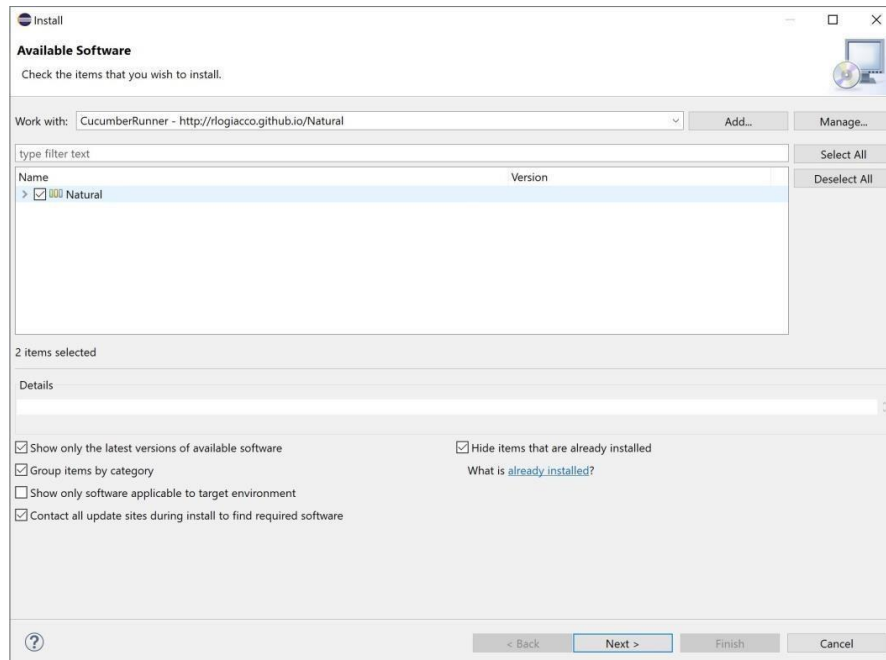 Install
Available Software
Check the items that you wish to install.
Work with: CucumberRunner - http://rlogiacco.github.io/Natural Add... Manage...
type filter text Select All
Name Version Deselect All
Natural
2 items selected
Details
Show only the latest versions of available software Hide items that are already installed
Group items by category What is already installed?
Show only software applicable to target environment
Contact all update sites during install to find required software
? < Back Next > Finish Cancel